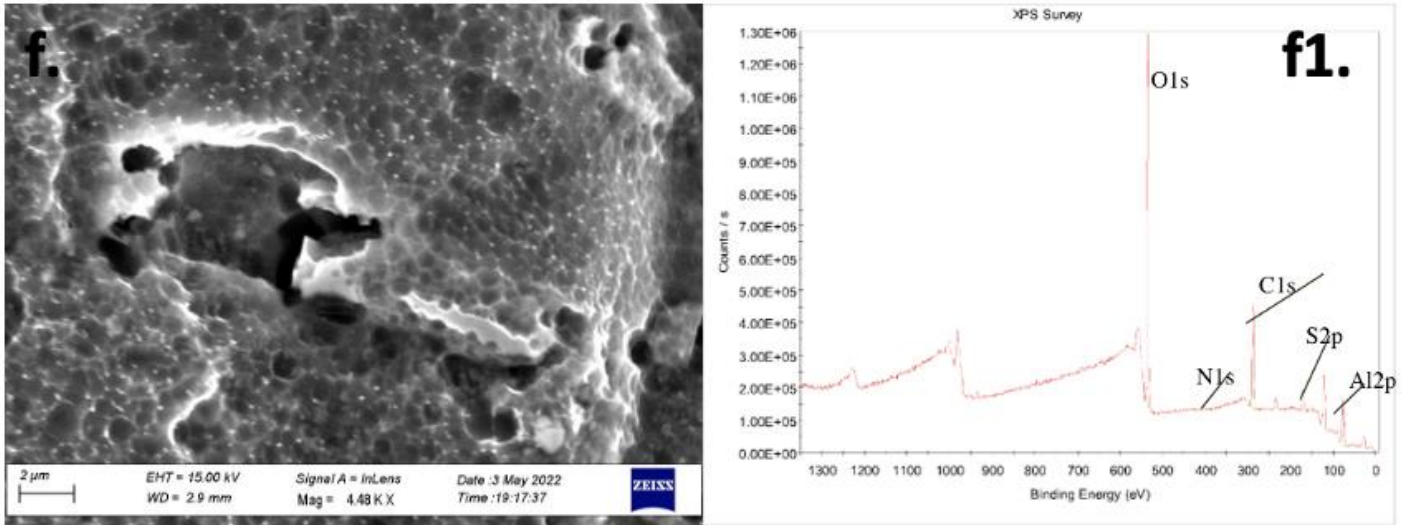 f.
2 µm
EHT = 15.00 kV
Signal A = InLens
Date :3 May 2022
WD = 2.9 mm
Mag = 4.48 K X
Time :19:17:37
ZEISS
XPS Survey
f1.
Counts / s
1.30E+06
1.20E+06
1.10E+06
1.00E+06
9.00E+05
8.00E+05
7.00E+05
6.00E+05
5.00E+05
4.00E+05
3.00E+05
2.00E+05
1.00E+05
0.00E+00
O1s
C1s
S2p
N1s
Al2p
1300 1200 1100 1000 900 800 700 600 500 400 300 200 100 0
Binding Energy (eV)